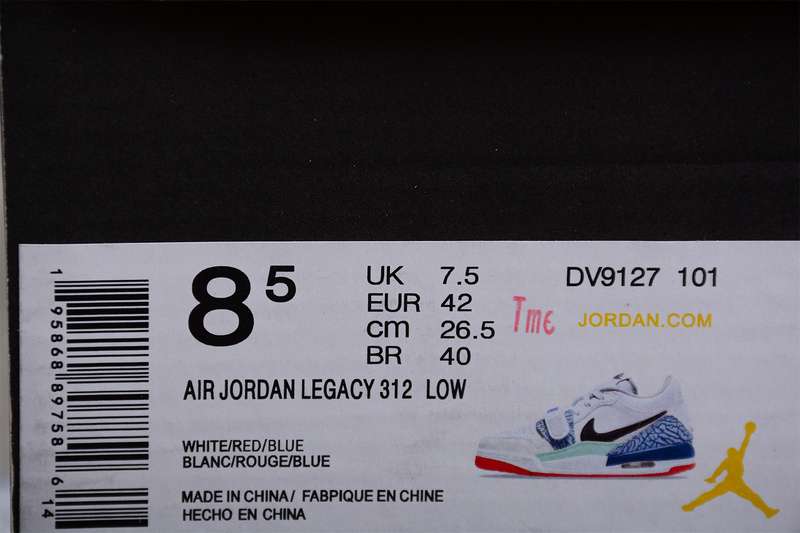 8⁵
UK 7.5
EUR 42
cm 26.5
BR 40
DV9127 101
Tme
JORDAN.COM
AIR JORDAN LEGACY 312 LOW
WHITE/RED/BLUE
BLANC/ROUGE/BLUE
MADE IN CHINA/ FABPIQUE EN CHINE
HECHO EN CHINA
1 95868 89758 6 14